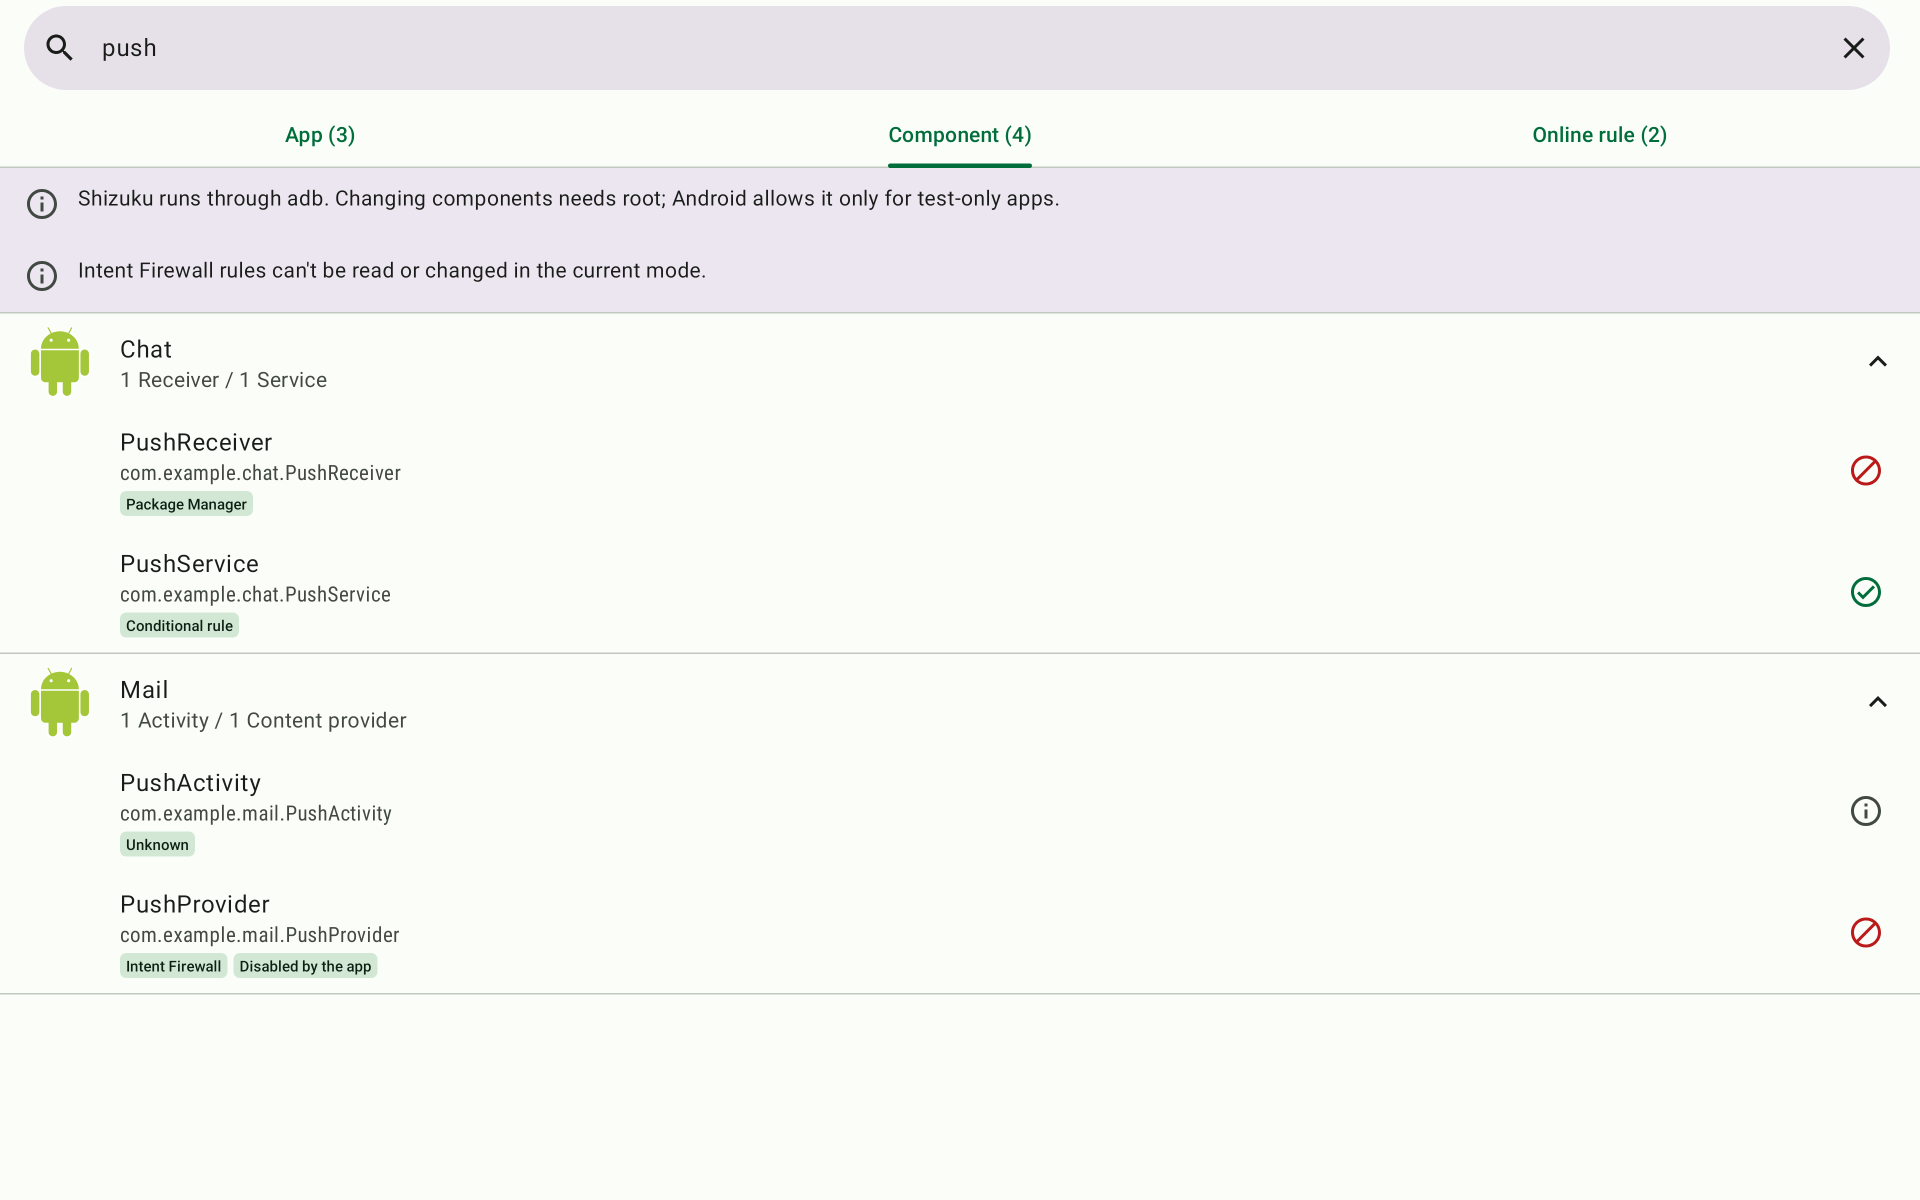 push
App (3)
Component (4)
Online rule (2)
Shizuku runs through adb. Changing components needs root; Android allows it only for test-only apps.
Intent Firewall rules can't be read or changed in the current mode.
Chat
1 Receiver / 1 Service
PushReceiver
com.example.chat.PushReceiver
Package Manager
PushService
com.example.chat.PushService
Conditional rule
Mail
1 Activity / 1 Content provider
PushActivity
com.example.mail.PushActivity
Unknown
PushProvider
com.example.mail.PushProvider
Intent Firewall Disabled by the app